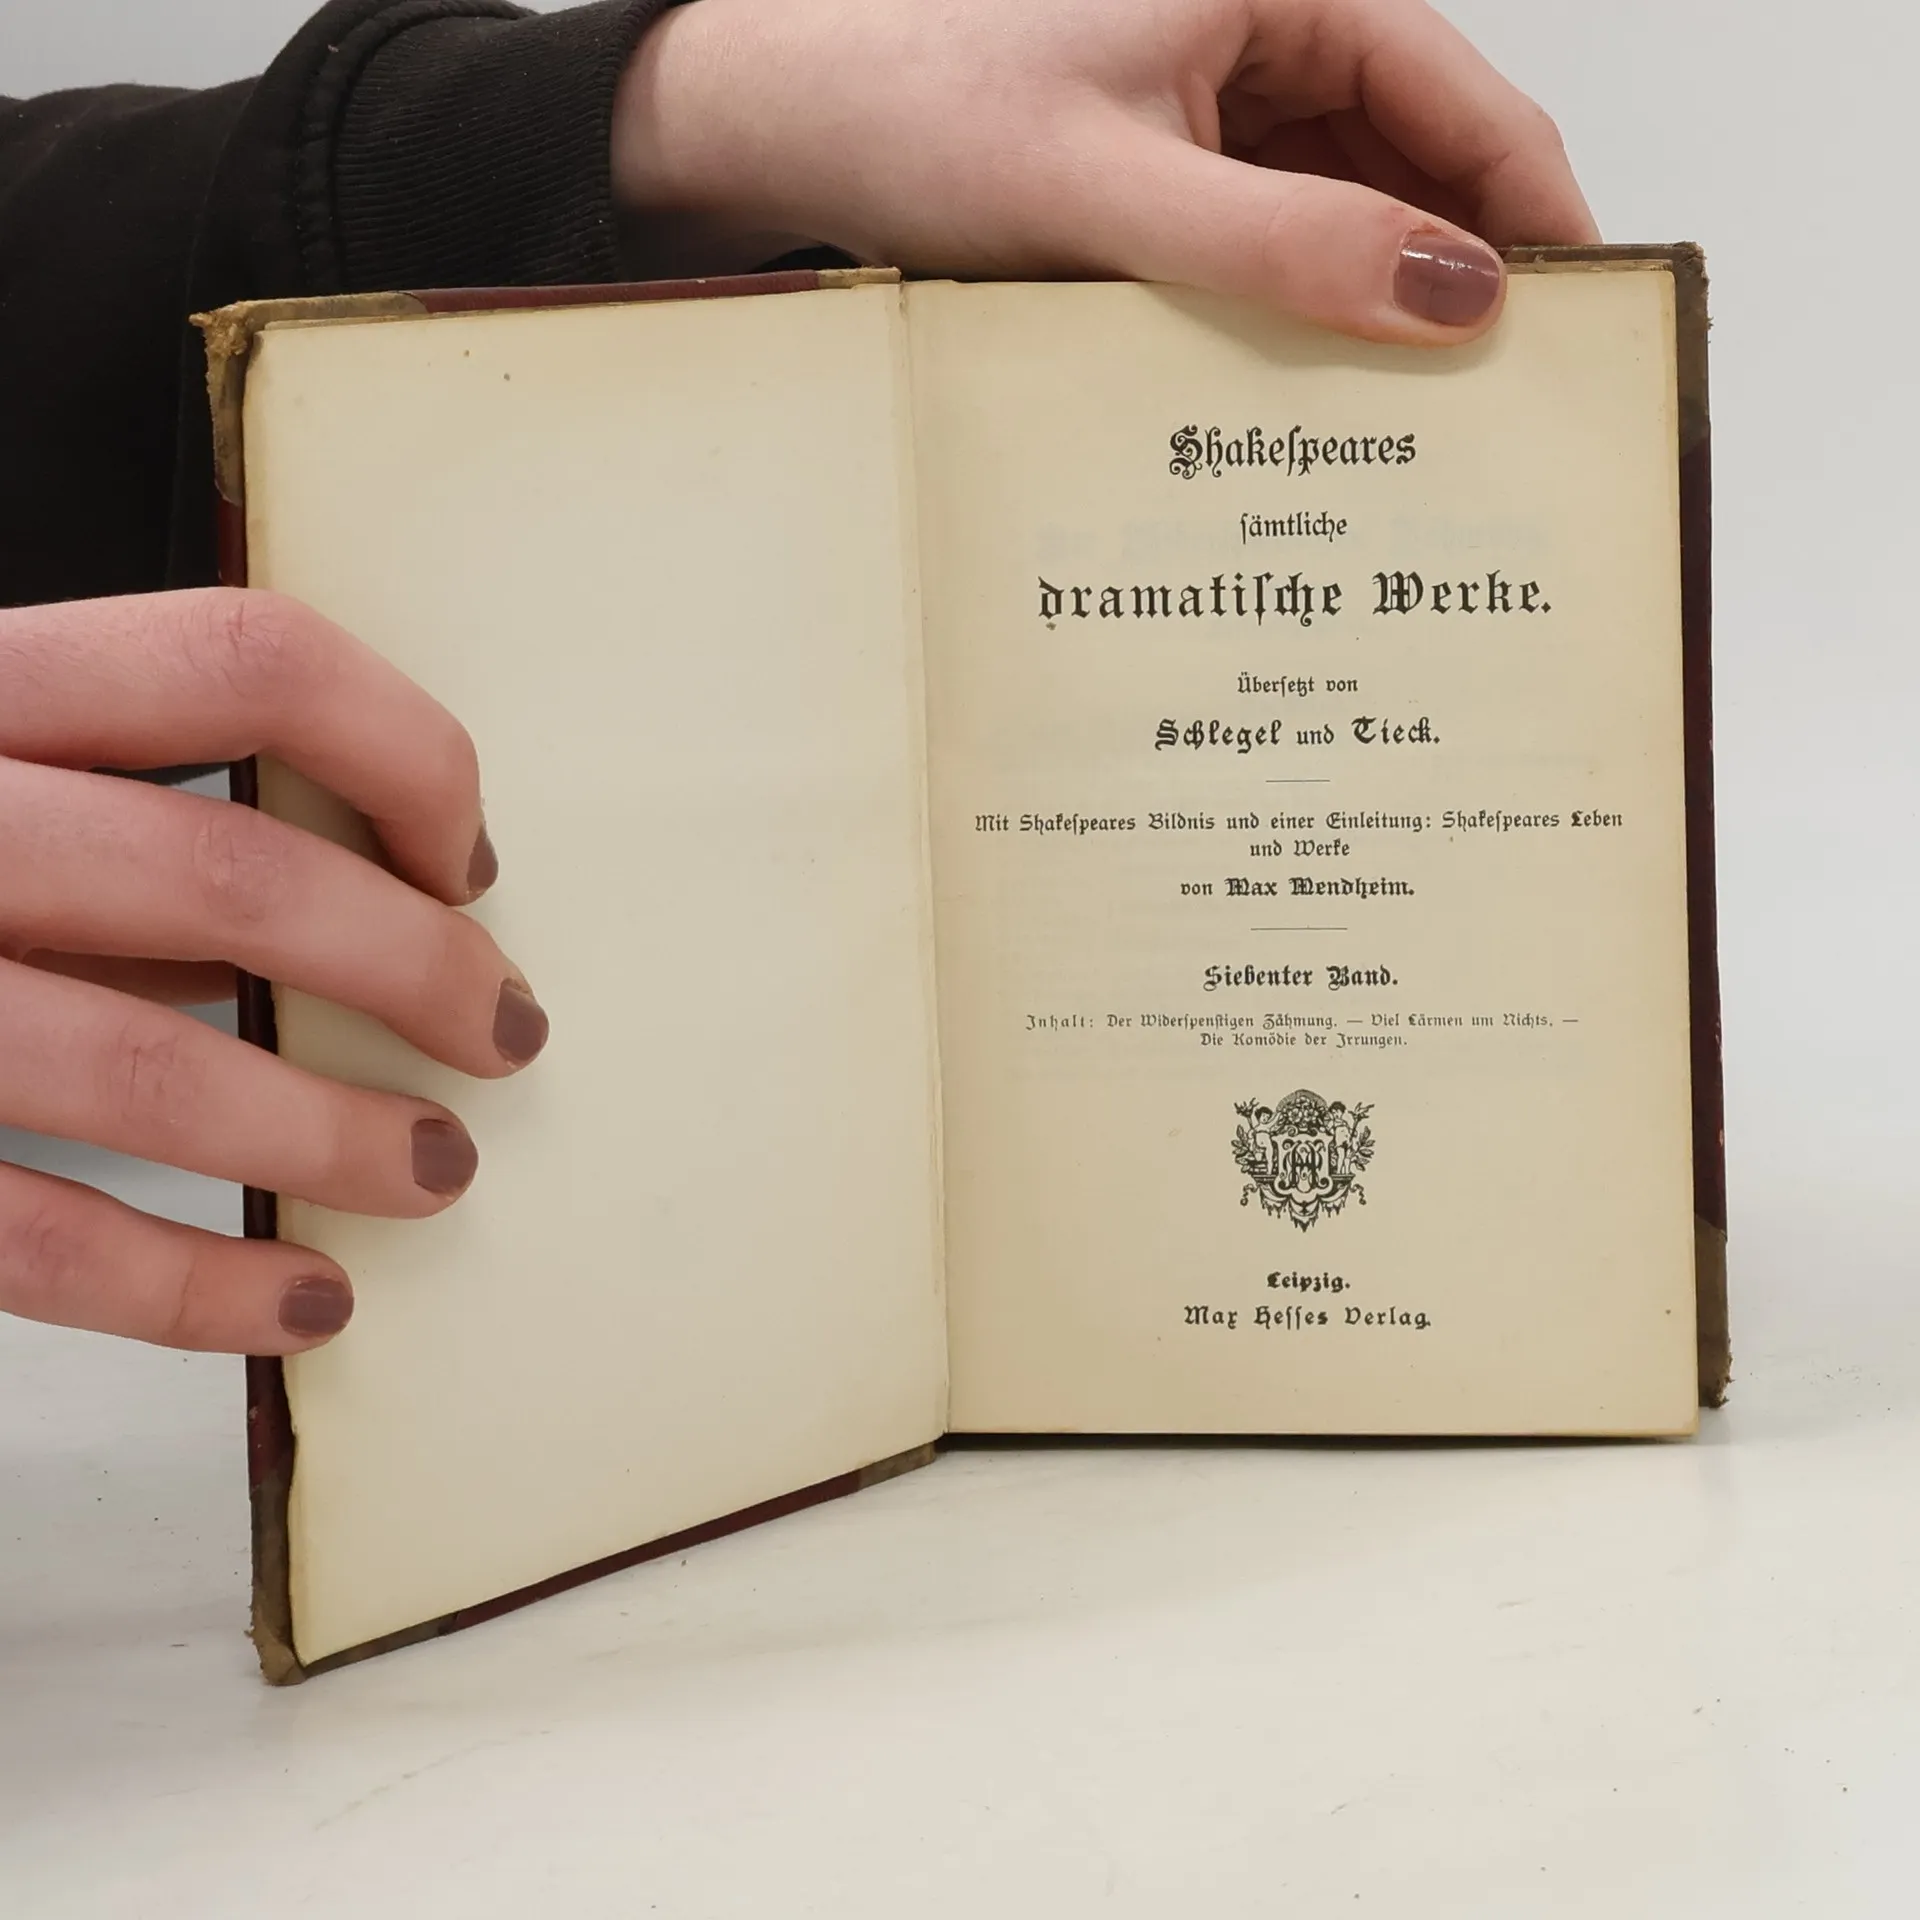 Shakeſpeares
ſämtliche
dramatiſche Werke.
Überſetzt von
Schlegel und Tieck.
Mit Shakeſpeares Bildnis und einer Einleitung: Shakeſpeares Leben
und Werke
von Max Mendheim.
Siebenter Band.
Inhalt: Der Widerſpenſtigen Zähmung. — Viel Lärmen um Nichts. —
Die Komödie der Irrungen.
Leipzig.
Max Heſſes Verlag.